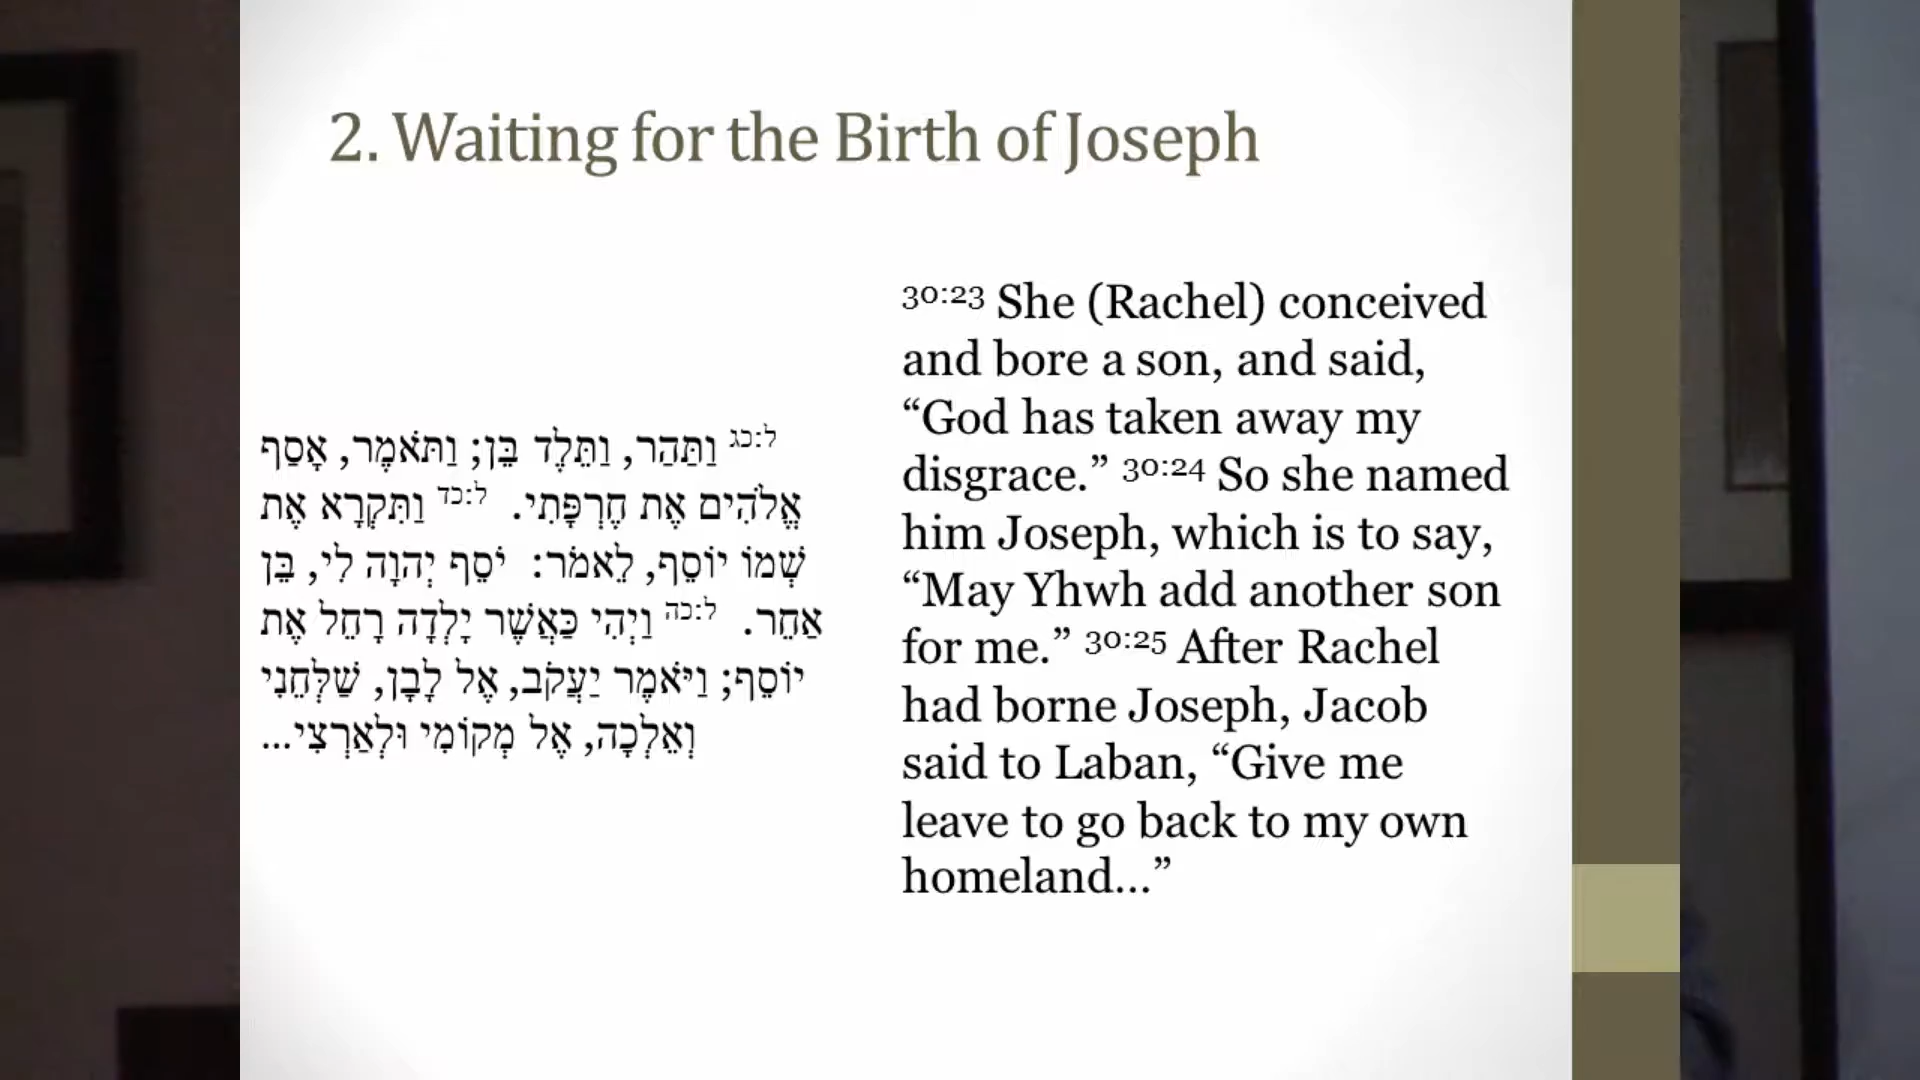 2. Waiting for the Birth of Joseph
ל:כג וַתַּהַר, וַתֵּלֶד בֵּן; וַתֹּאמֶר, אָסַף
אֱלֹהִים אֶת חֶרְפָּתִי. ל:כד וַתִּקְרָא אֶת
שְׁמוֹ יוֹסֵף, לֵאמֹר: יֹסֵף יְהוָה לִי, בֵּן
אַחֵר. ל:כה וַיְהִי כַּאֲשֶׁר יָלְדָה רָחֵל אֶת
יוֹסֵף; וַיֹּאמֶר יַעֲקֹב, אֶל לָבָן, שַׁלְּחֵנִי
וְאֵלְכָה, אֶל מְקוֹמִי וּלְאַרְצִי...
30:23 She (Rachel) conceived
and bore a son, and said,
“God has taken away my
disgrace.” 30:24 So she named
him Joseph, which is to say,
“May Yhwh add another son
for me.” 30:25 After Rachel
had borne Joseph, Jacob
said to Laban, “Give me
leave to go back to my own
homeland…”